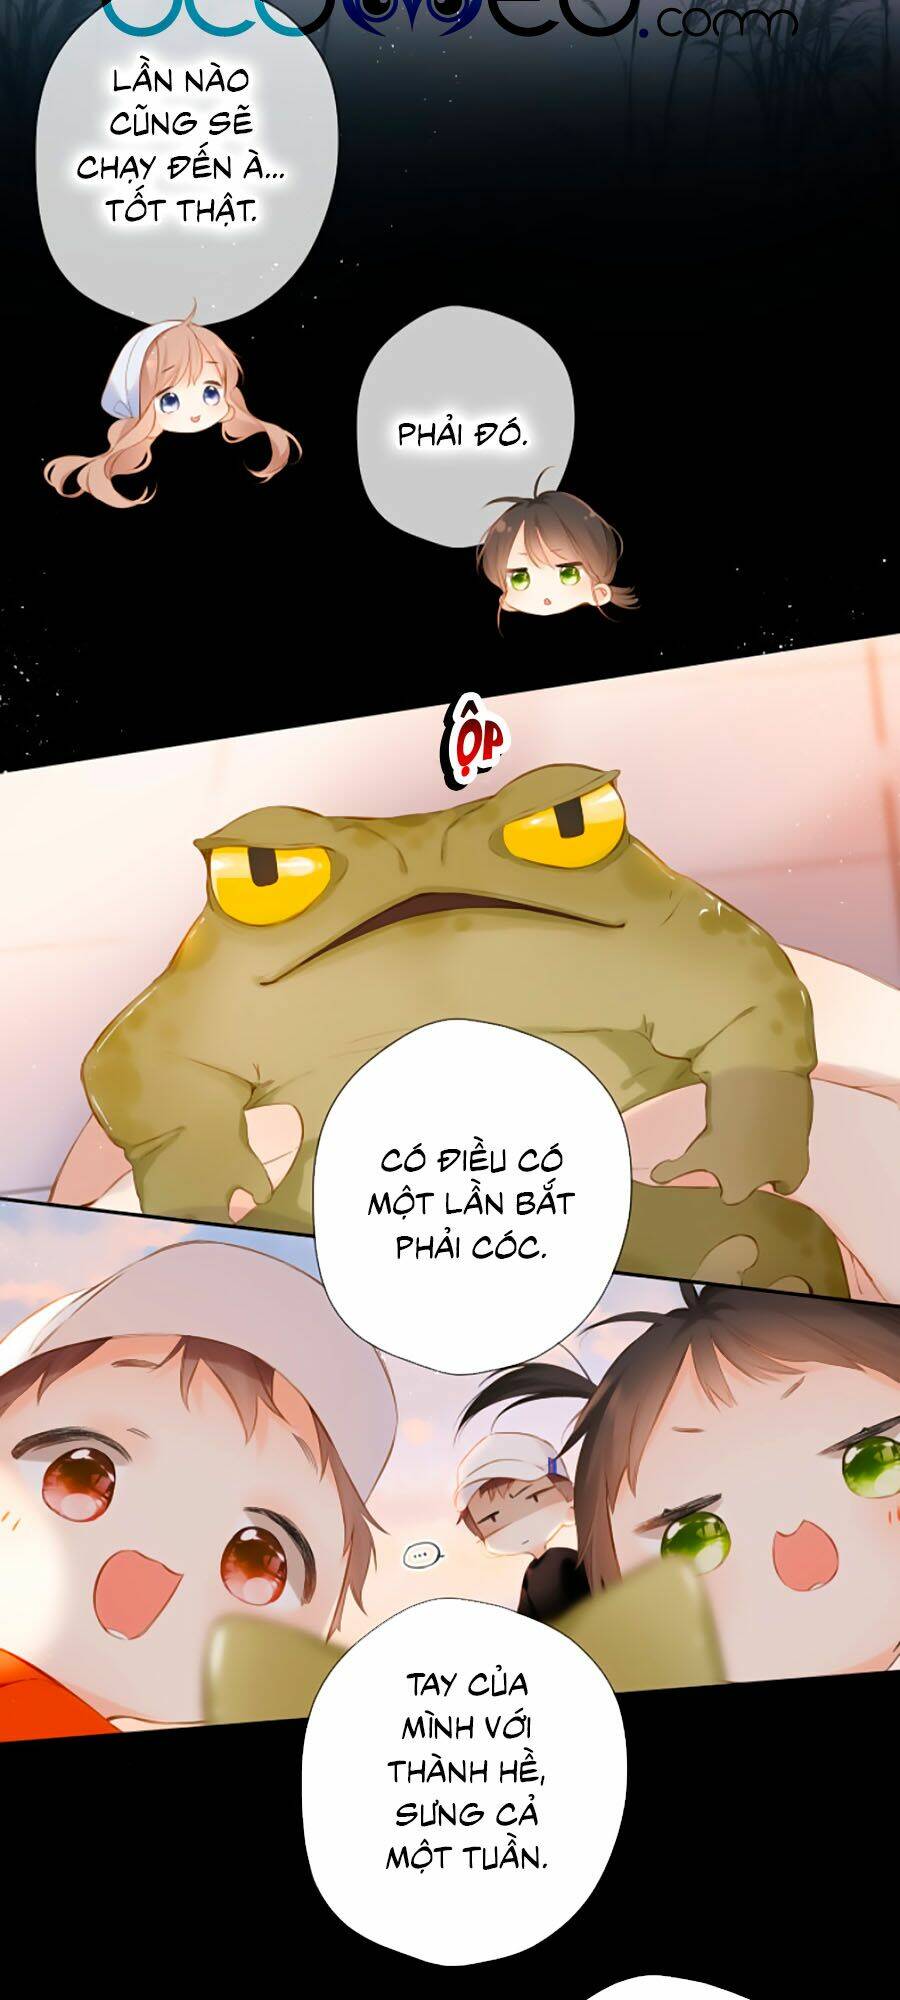 LẦN NÀO
CŨNG SẼ
CHẠY ĐẾN À...
TỐT THẬT.
PHẢI ĐÓ.
ỘP
CÓ ĐIỀU CÓ
MỘT LẦN BẮT
PHẢI CÓC.
...
TAY CỦA
MÌNH VỚI
THÀNH HỀ,
SƯNG CẢ
MỘT TUẦN.